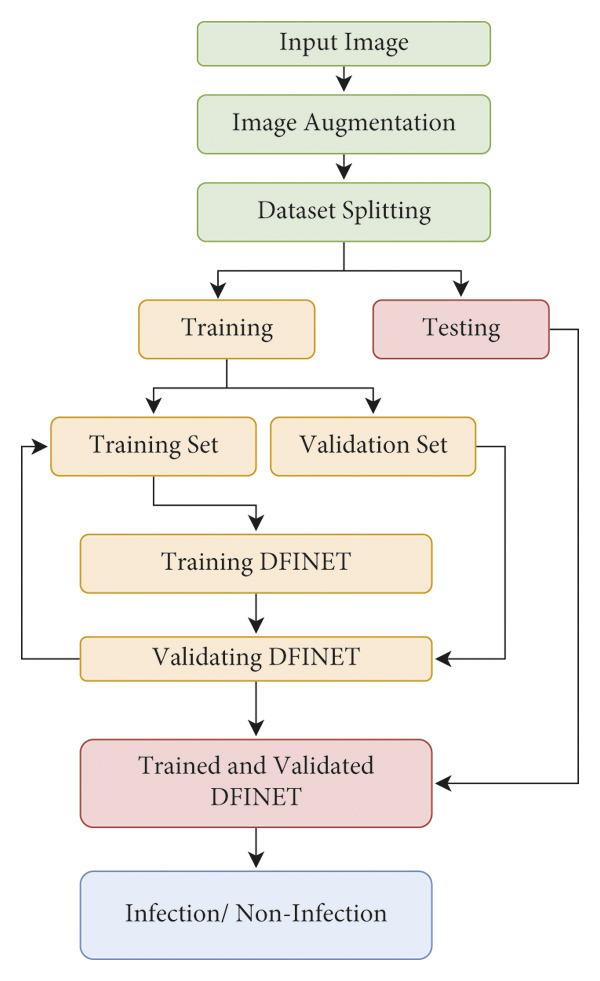 Input Image
Image Augmentation
Dataset Splitting
Training
Testing
Training Set
Validation Set
Training DFINET
Validating DFINET
Trained and Validated
DFINET
Infection/ Non-Infection